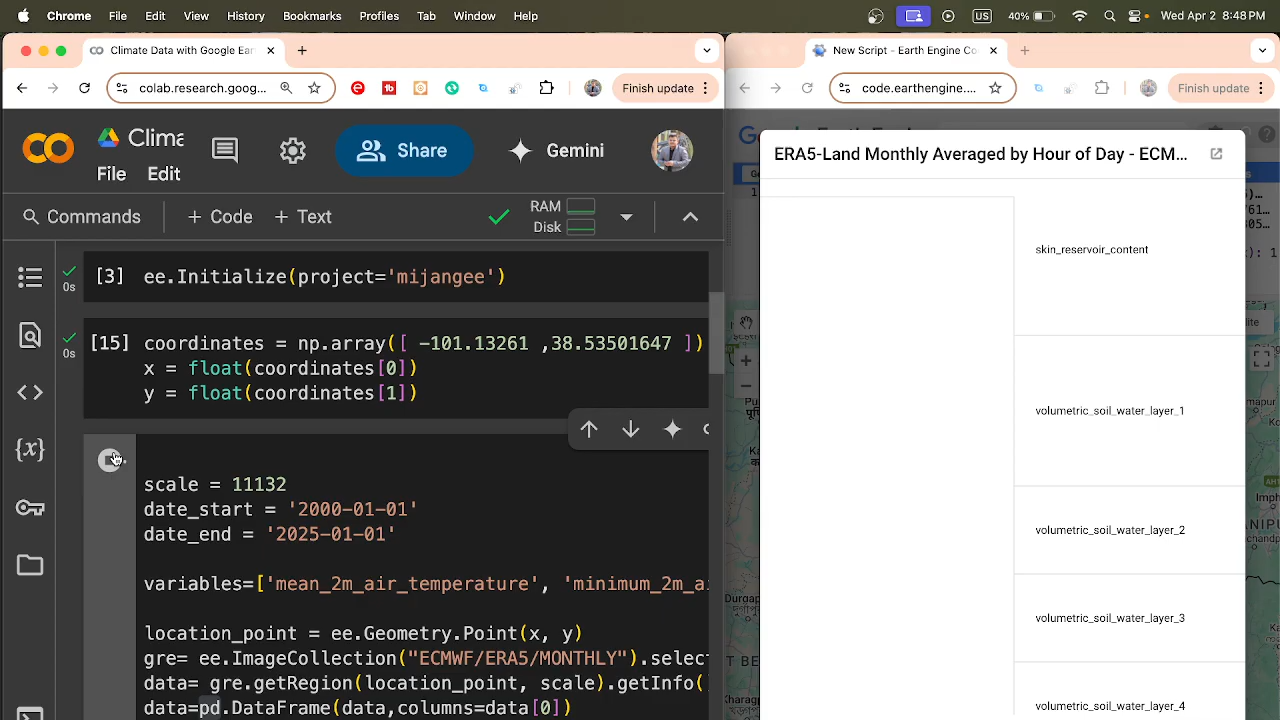 Chrome File Edit View History Bookmarks Profiles Tab Window Help
US 40% Wed Apr 2 8:48 PM
Climate Data with Google Ear
colab.research.goog...
Finish update
Clima
File Edit
Share
Gemini
Commands + Code + Text
RAM
Disk
[3] ee.Initialize(project='mijangee')
0s
[15] coordinates = np.array([ -101.13261 ,38.53501647 ])
0s
x = float(coordinates[0])
y = float(coordinates[1])
scale = 11132
date_start = '2000-01-01'
date_end = '2025-01-01'
variables=['mean_2m_air_temperature', 'minimum_2m_ai
location_point = ee.Geometry.Point(x, y)
gre= ee.ImageCollection("ECMWF/ERA5/MONTHLY").selec
data= gre.getRegion(location_point, scale).getInfo(
data=pd.DataFrame(data,columns=data[0])
New Script - Earth Engine Co
code.earthengine....
Finish update
ERA5-Land Monthly Averaged by Hour of Day - ECM...
skin_reservoir_content
volumetric_soil_water_layer_1
volumetric_soil_water_layer_2
volumetric_soil_water_layer_3
volumetric_soil_water_layer_4